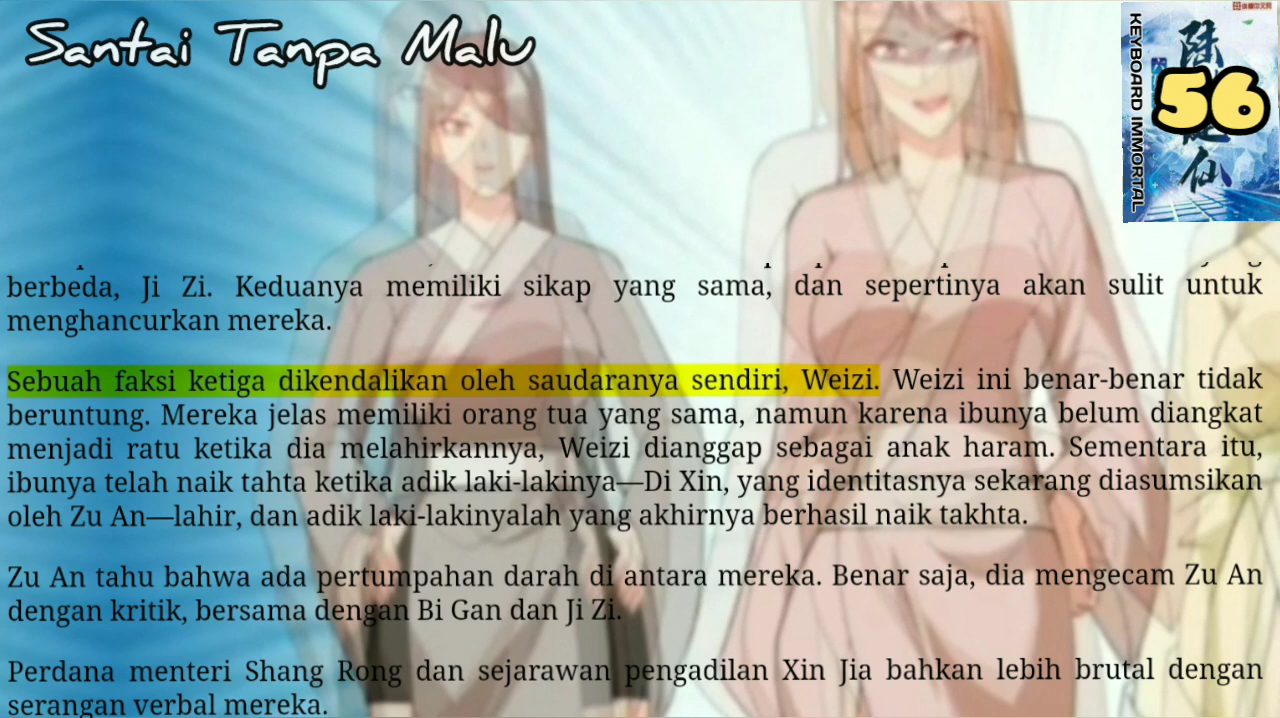 Santai Tanpa Malu
KEYBOARD IMMORTAL
56
陆
仙
berbeda, Ji Zi. Keduanya memiliki sikap yang sama, dan sepertinya akan sulit untuk
menghancurkan mereka.
Sebuah faksi ketiga dikendalikan oleh saudaranya sendiri, Weizi. Weizi ini benar-benar tidak
beruntung. Mereka jelas memiliki orang tua yang sama, namun karena ibunya belum diangkat
menjadi ratu ketika dia melahirkannya, Weizi dianggap sebagai anak haram. Sementara itu,
ibunya telah naik tahta ketika adik laki-lakinya—Di Xin, yang identitasnya sekarang diasumsikan
oleh Zu An—lahir, dan adik laki-lakinyalah yang akhirnya berhasil naik takhta.
Zu An tahu bahwa ada pertumpahan darah di antara mereka. Benar saja, dia mengecam Zu An
dengan kritik, bersama dengan Bi Gan dan Ji Zi.
Perdana menteri Shang Rong dan sejarawan pengadilan Xin Jia bahkan lebih brutal dengan
serangan verbal mereka.